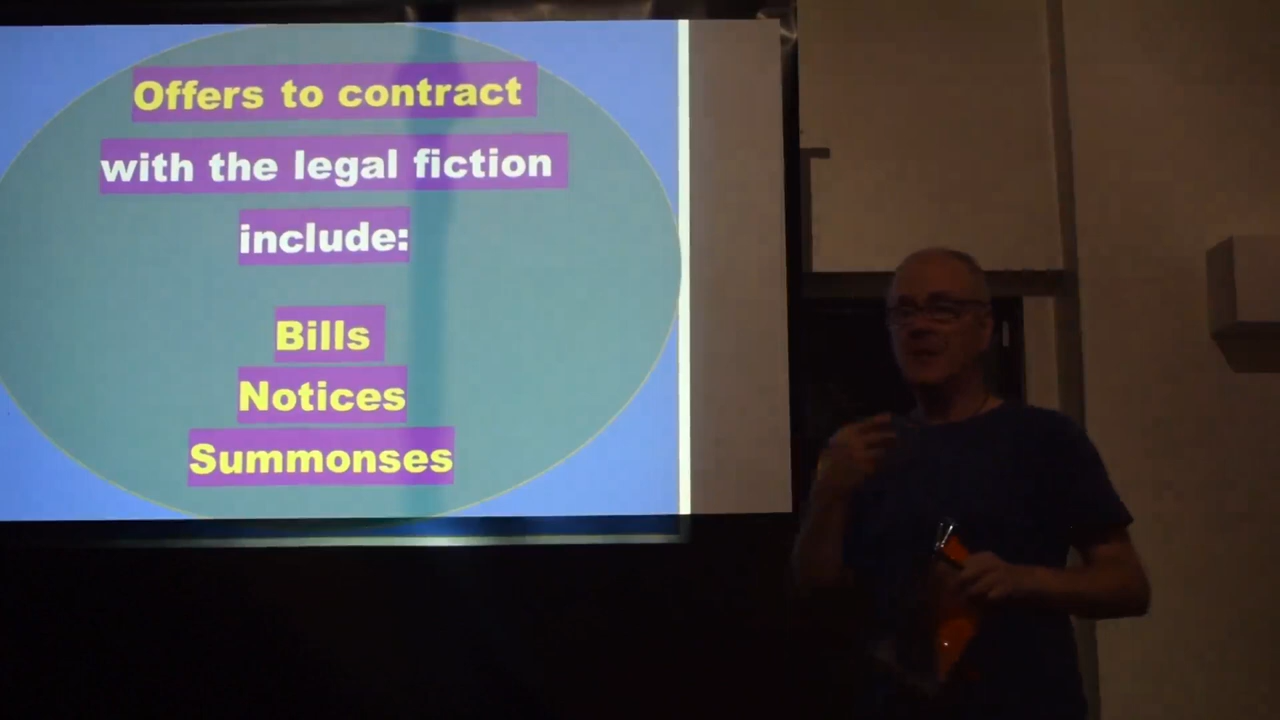 Offers to contract
with the legal fiction
include:
Bills
Notices
Summonses